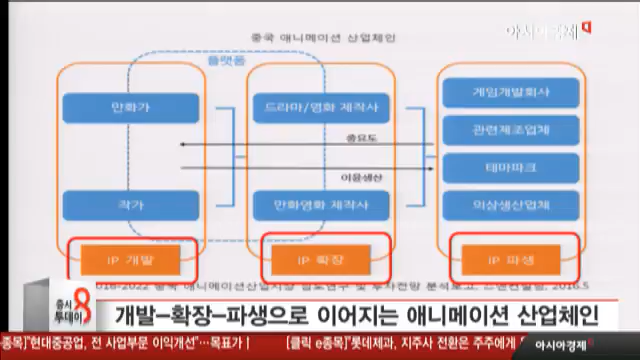 중국 애니메이션 산업체인
아시아경제
플랫폼
만화가
드라마/영화 제작사
게임개발회사
관련제조업체
중요도
테마파크
이윤생산
작가
만화영화 제작사
의상생산업체
IP 개발
IP 확장
IP 파생
2016.5
증시
투데이
개발-확장-파생으로 이어지는 애니메이션 산업체인
종목]"현대중공업, 전 사업부문 이익개선"…목표가↑ [클릭 e종목]"롯데제과, 지주사 전환은 주주에게 아시아경제